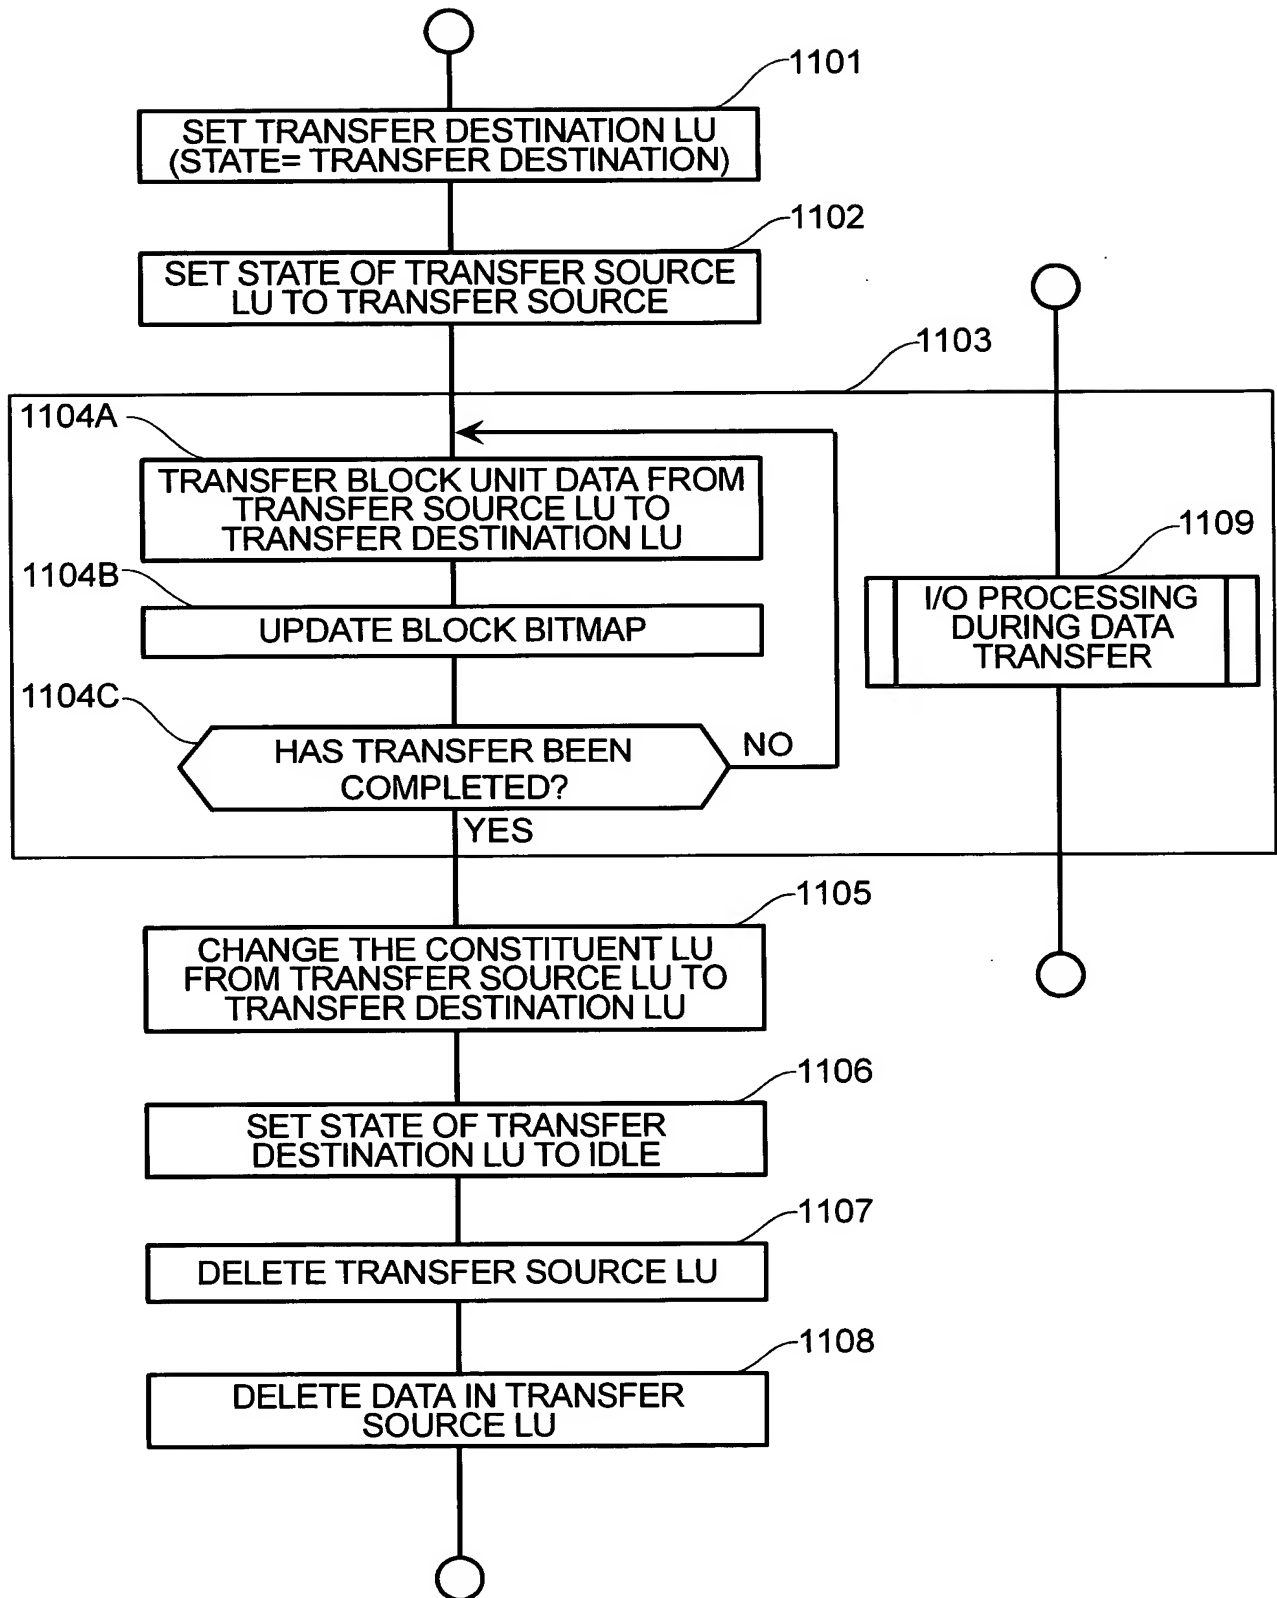 1101
SET TRANSFER DESTINATION LU
(STATE= TRANSFER DESTINATION)
1102
SET STATE OF TRANSFER SOURCE
LU TO TRANSFER SOURCE
1103
1104A
TRANSFER BLOCK UNIT DATA FROM
TRANSFER SOURCE LU TO
TRANSFER DESTINATION LU
1104B
UPDATE BLOCK BITMAP
1104C
HAS TRANSFER BEEN
COMPLETED?
NO
YES
1109
I/O PROCESSING
DURING DATA
TRANSFER
1105
CHANGE THE CONSTITUENT LU
FROM TRANSFER SOURCE LU TO
TRANSFER DESTINATION LU
1106
SET STATE OF TRANSFER
DESTINATION LU TO IDLE
1107
DELETE TRANSFER SOURCE LU
1108
DELETE DATA IN TRANSFER
SOURCE LU